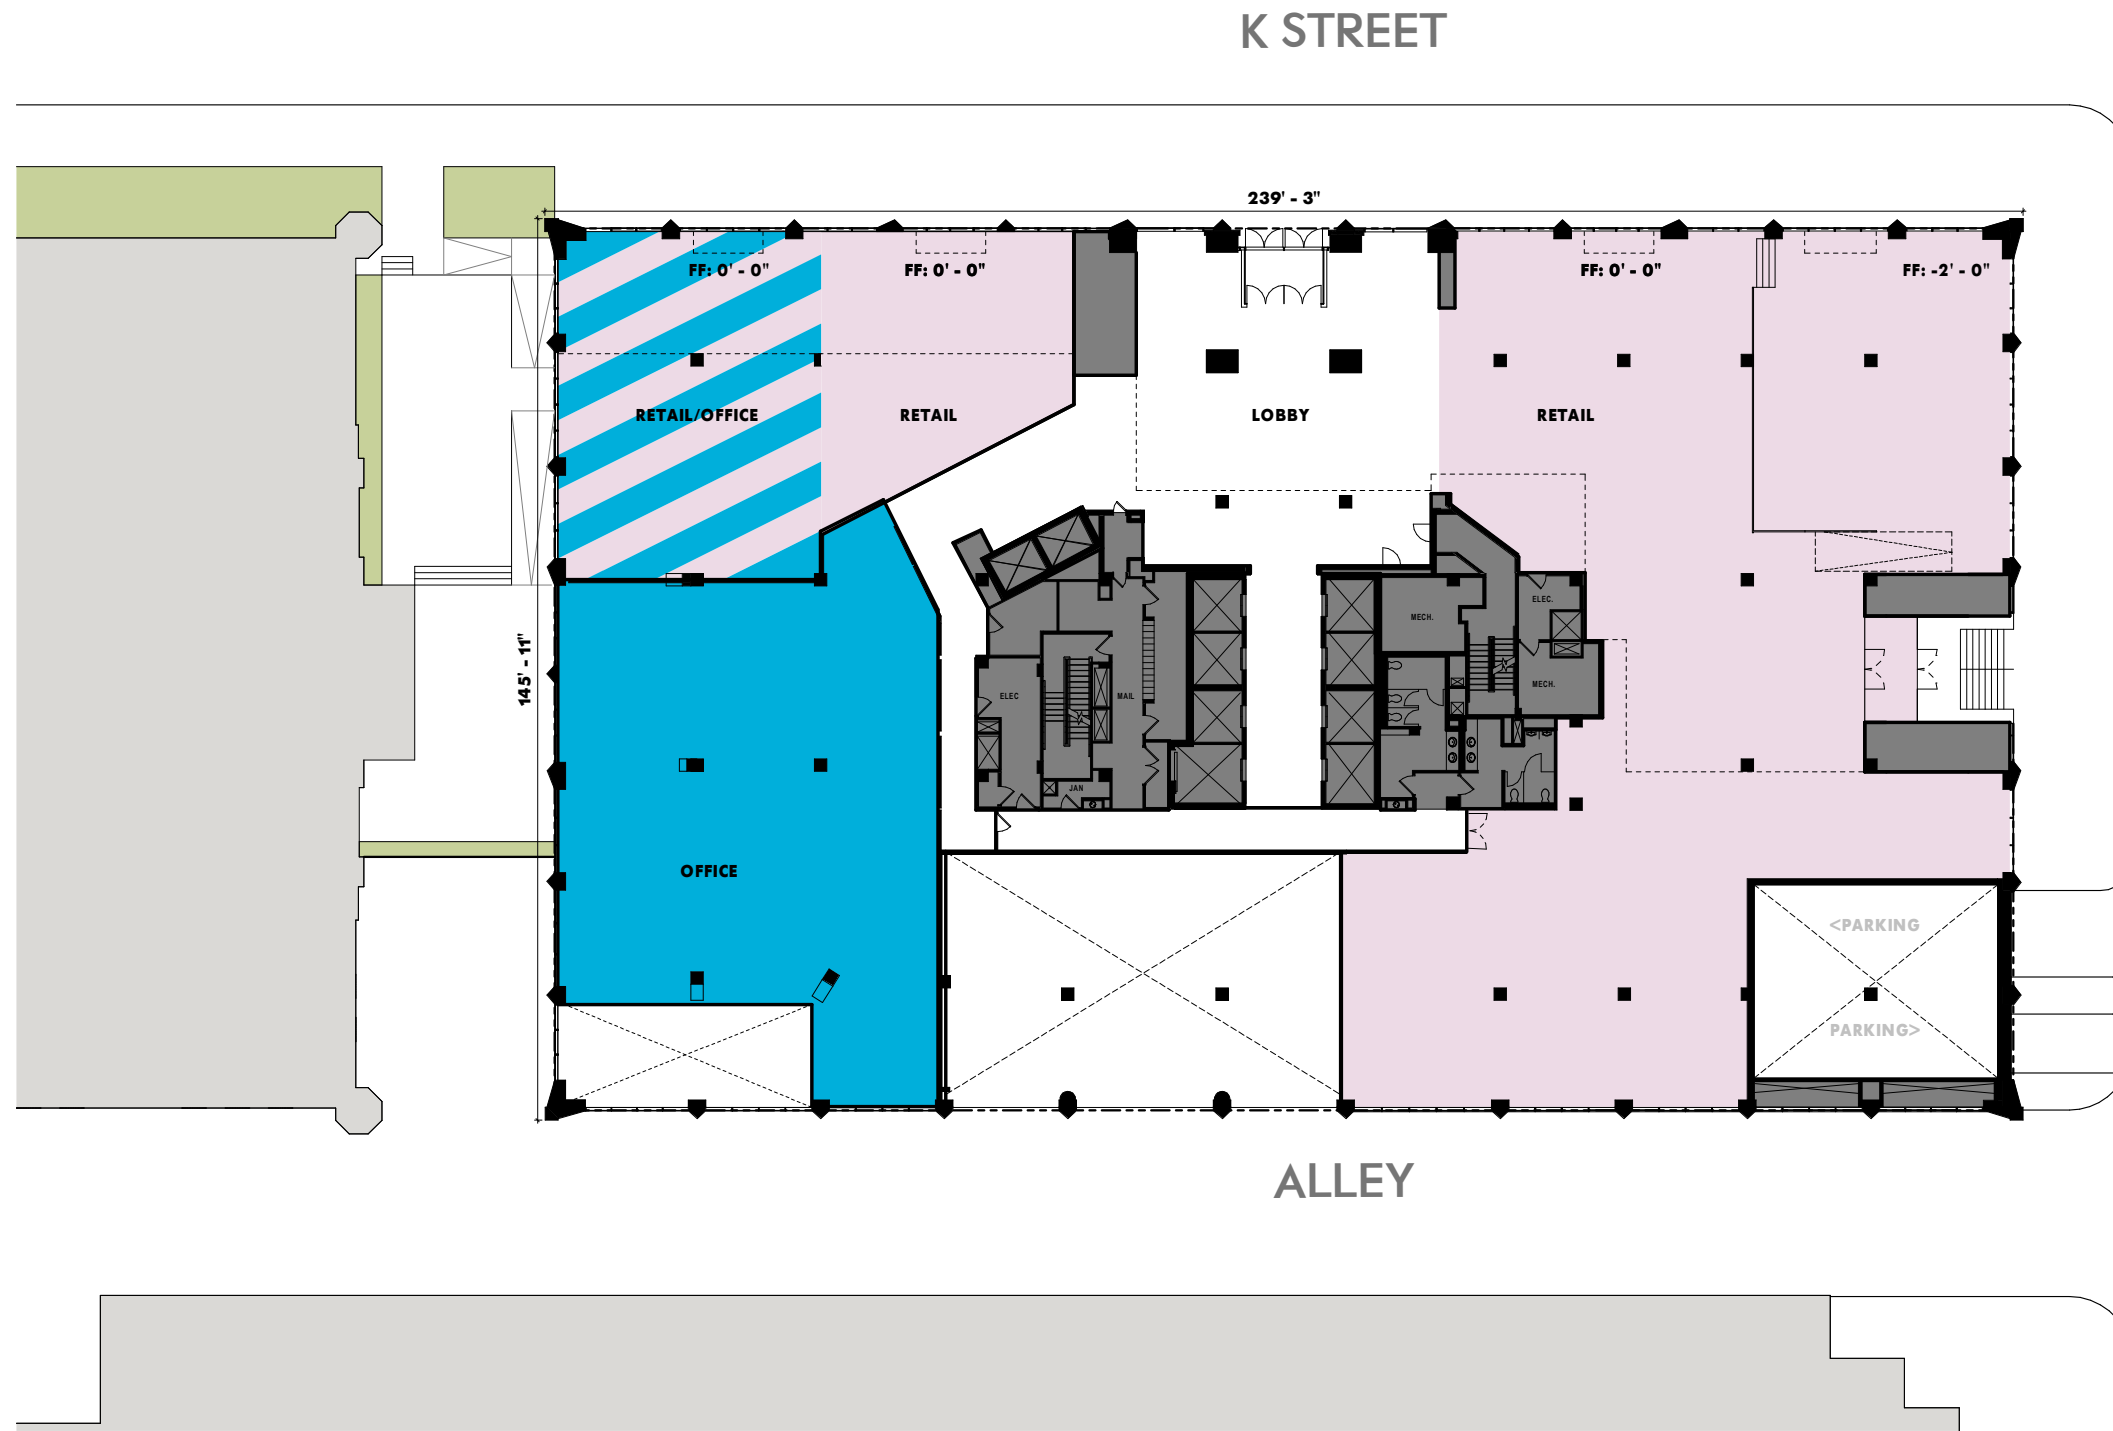 K STREET
239' - 3"
FF: 0' - 0"
FF: 0' - 0"
FF: 0' - 0"
FF: -2' - 0"
RETAIL/OFFICE
RETAIL
LOBBY
RETAIL
ELEC.
MECH.
145' - 11"
MECH.
ELEC
MAIL
JAN
OFFICE
<PARKING
PARKING>
ALLEY